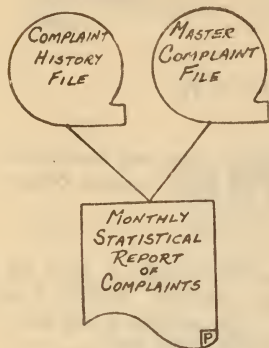 COMPLAINT
HISTORY
FILE
MASTER
COMPLAINT
FILE
MONTHLY
STATISTICAL
REPORT
OF
COMPLAINTS
P